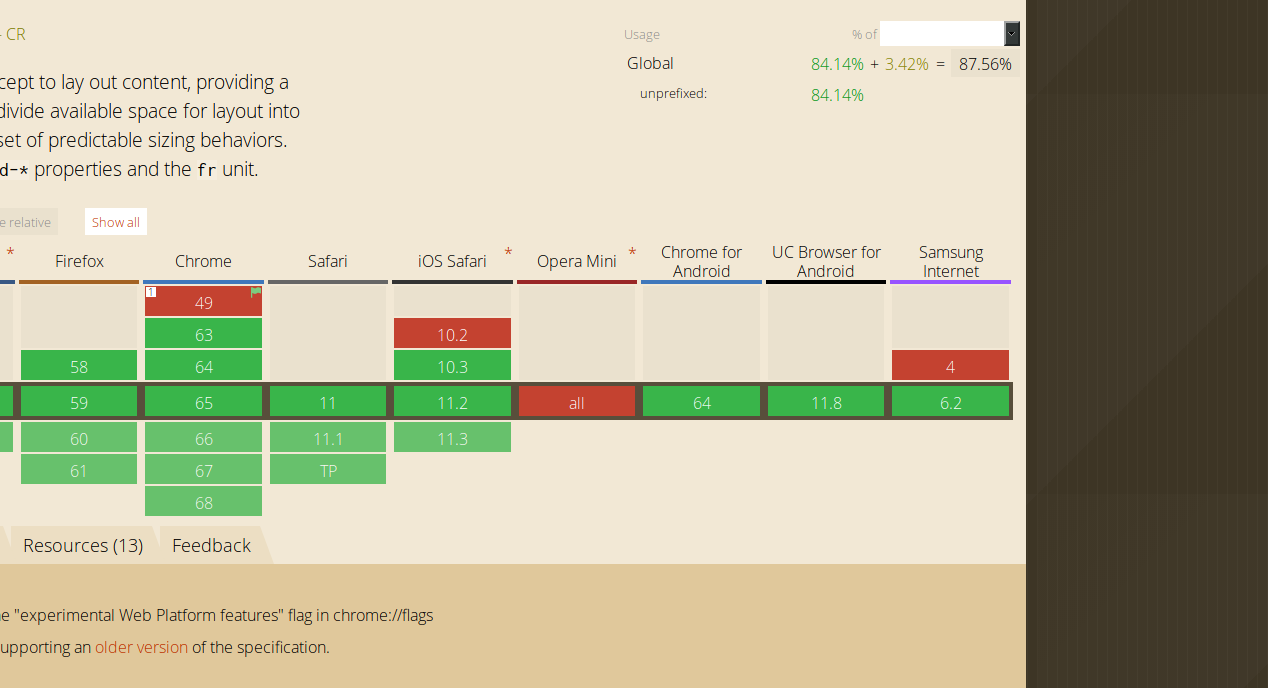 - CR
Usage % of
Global 84.14% + 3.42% = 87.56%
unprefixed: 84.14%
cept to lay out content, providing a
divide available space for layout into
set of predictable sizing behaviors.
d-* properties and the fr unit.
e relative Show all
* Firefox Chrome Safari iOS Safari * Opera Mini * Chrome for Android UC Browser for Android Samsung Internet
1 49
63 10.2
58 64 10.3 4
59 65 11 11.2 all 64 11.8 6.2
60 66 11.1 11.3
61 67 TP
68
Resources (13) Feedback
e "experimental Web Platform features" flag in chrome://flags
upporting an older version of the specification.